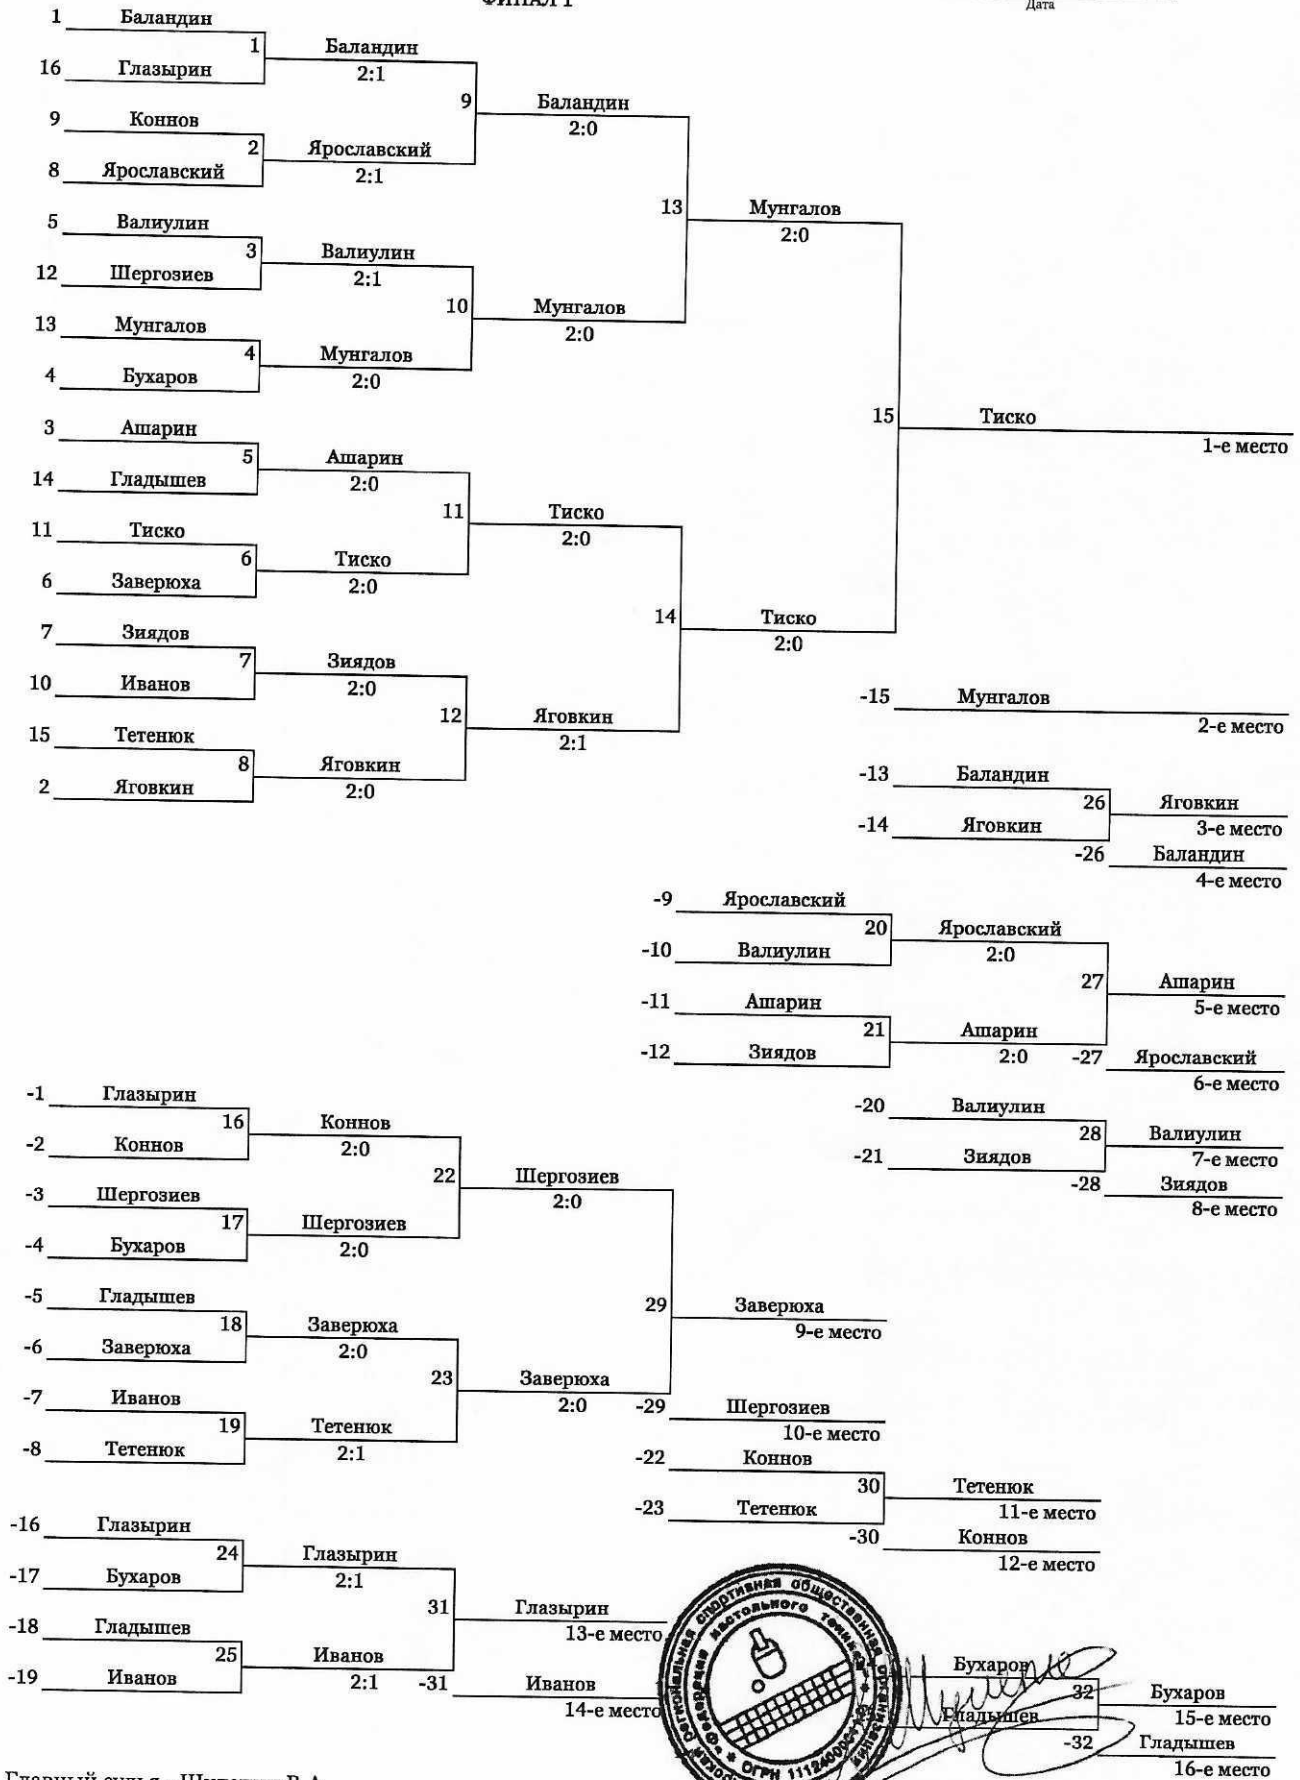 ФИНАЛ 1
Дата
1 Баландин
1 Баландин
16 Глазырин 2:1
9 Баландин
9 Коннов 2:0
2 Ярославский
8 Ярославский 2:1
13 Мунгалов
5 Валиулин 2:0
3 Валиулин
12 Шергозиев 2:1
10 Мунгалов
13 Мунгалов 2:0
4 Мунгалов
4 Бухаров 2:0
15 Тиско
3 Ашарин 1-е место
5 Ашарин
14 Гладышев 2:0
11 Тиско
11 Тиско 2:0
6 Тиско
6 Заверюха 2:0
14 Тиско
7 Зиядов 2:0
7 Зиядов
10 Иванов 2:0
12 Яговкин
15 Тетенюк 2:1
8 Яговкин
2 Яговкин 2:0
-15 Мунгалов
2-е место
-13 Баландин
26 Яговкин
-14 Яговкин 3-е место
-26 Баландин
4-е место
-9 Ярославский
20 Ярославский
-10 Валиулин 2:0
27 Ашарин
-11 Ашарин 5-е место
21 Ашарин
-12 Зиядов 2:0 -27 Ярославский
6-е место
-20 Валиулин
28 Валиулин
-21 Зиядов 7-е место
-28 Зиядов
8-е место
-1 Глазырин
16 Коннов
-2 Коннов 2:0
22 Шергозиев
-3 Шергозиев 2:0
17 Шергозиев
-4 Бухаров 2:0
-5 Гладышев 29 Заверюха
18 Заверюха 9-е место
-6 Заверюха 2:0
23 Заверюха
-7 Иванов 2:0 -29 Шергозиев
19 Тетенюк 10-е место
-8 Тетенюк 2:1
-22 Коннов
30 Тетенюк
-23 Тетенюк 11-е место
-30 Коннов
12-е место
-16 Глазырин
24 Глазырин
-17 Бухаров 2:1
31 Глазырин
-18 Гладышев 13-е место
25 Иванов
-19 Иванов 2:1 -31 Иванов
14-е место
региональная спортивная общественная организация
Федерация настольного тенниса
ОГРН
Бухаров
32 Бухаров
Гладышев 15-е место
-32 Гладышев
16-е место